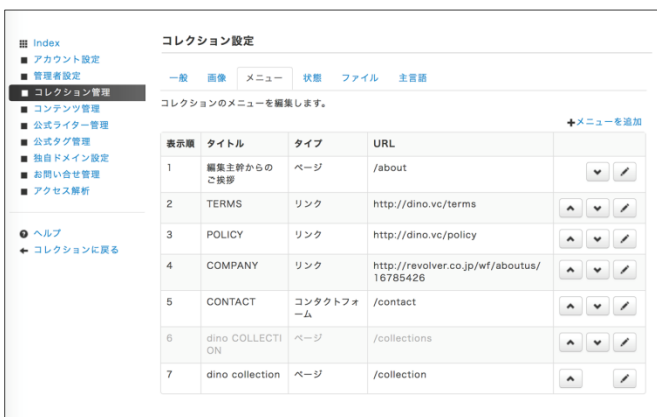 Index
アカウント設定
管理者設定
コレクション管理
コンテンツ管理
公式ライター管理
公式タグ管理
独自ドメイン設定
お問い合せ管理
アクセス解析
ヘルプ
コレクションに戻る
コレクション設定
一般 画像 メニュー 状態 ファイル 主言語
コレクションのメニューを編集します。
+メニューを追加
表示順 タイトル タイプ URL
1 編集主幹からの ページ /about
ご挨拶
2 TERMS リンク http://dino.vc/terms
3 POLICY リンク http://dino.vc/policy
4 COMPANY リンク http://revolver.co.jp/wf/aboutus/
16785426
5 CONTACT コンタクトフォ /contact
ーム
6 dino COLLECTI ページ /collections
ON
7 dino collection ページ /collection